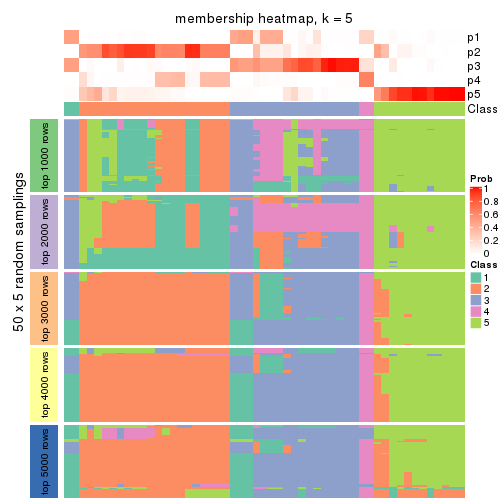 membership heatmap, k = 5
p1
p2
p3
p4
p5
Class
50 x 5 random samplings
top 1000 rows
top 2000 rows
top 3000 rows
top 4000 rows
top 5000 rows
Prob
1
0.8
0.6
0.4
0.2
0
Class
1
2
3
4
5